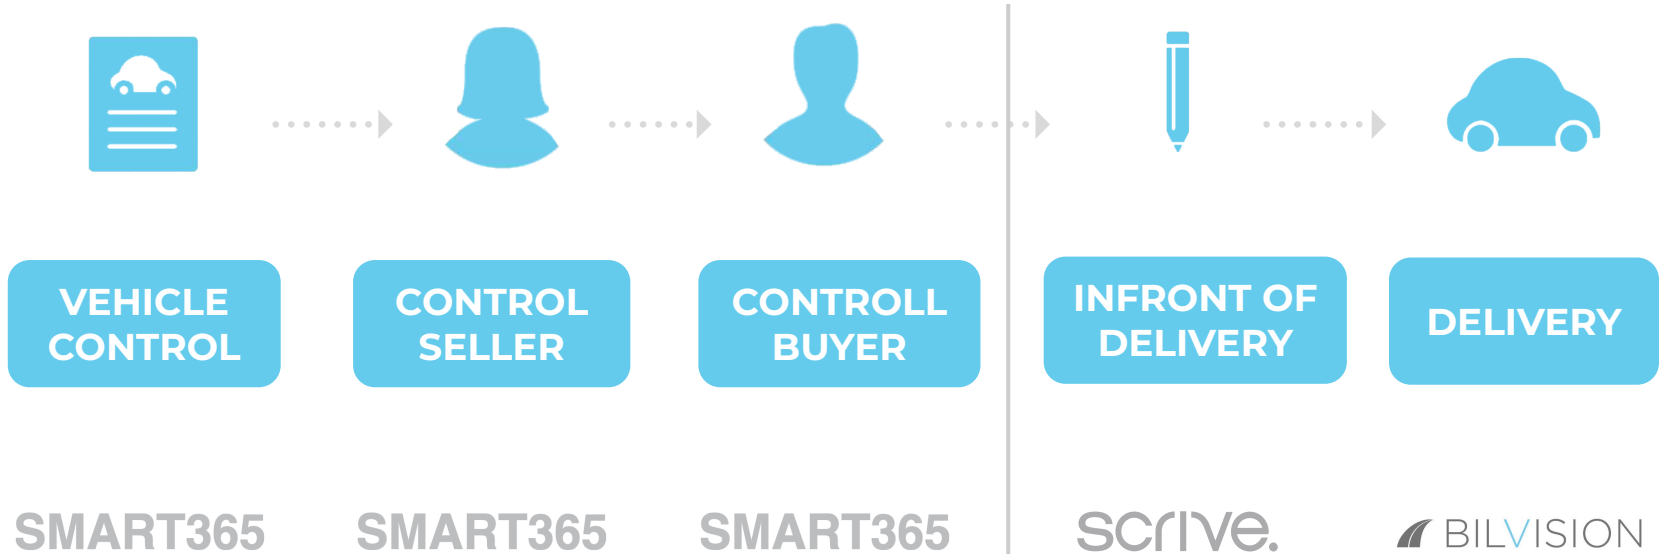 VEHICLE
CONTROL
CONTROL
SELLER
CONTROLL
BUYER
INFRONT OF
DELIVERY
DELIVERY
SMART365
SMART365
SMART365
scrive.
BILVISION